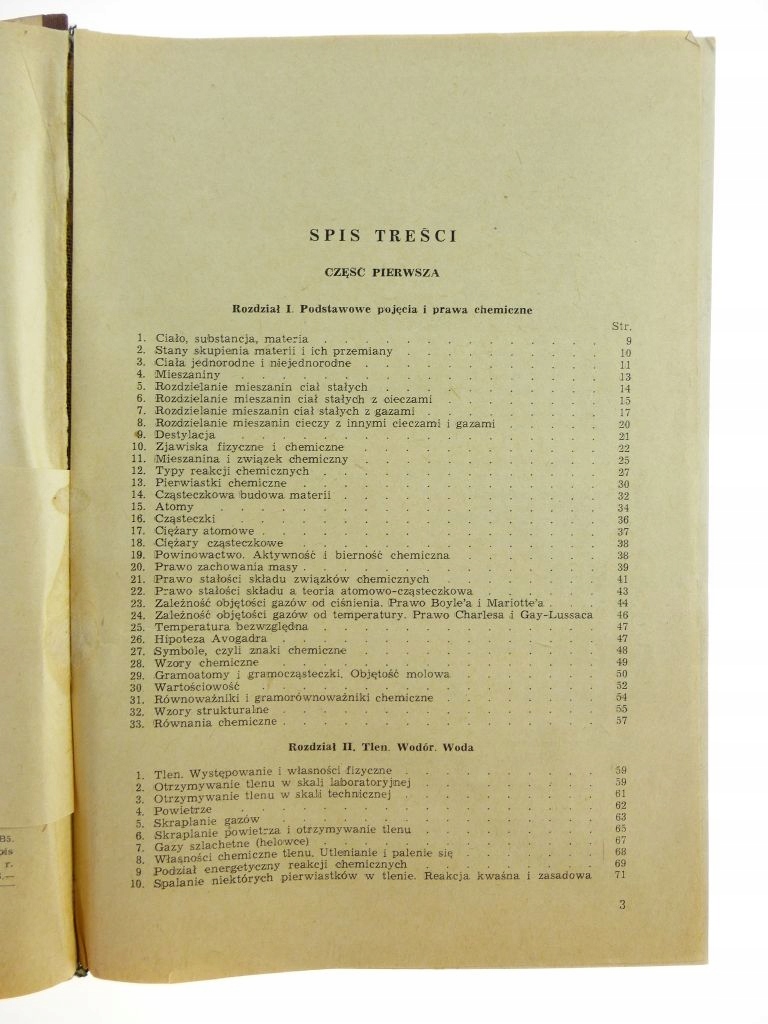 SPIS TREŚCI
CZĘŚĆ PIERWSZA
Rozdział I. Podstawowe pojęcia i prawa chemiczne
Str.
1. Ciało, substancja, materia . . . . . . . . . . . . . . 9
2. Stany skupienia materii i ich przemiany . . . . . . . . . . 10
3. Ciała jednorodne i niejednorodne . . . . . . . . . . . . 11
4. Mieszaniny . . . . . . . . . . . . . . . . . . 13
5. Rozdzielanie mieszanin ciał stałych . . . . . . . . . . . 14
6. Rozdzielanie mieszanin ciał stałych z cieczami . . . . . . . . 15
7. Rozdzielanie mieszanin ciał stałych z gazami . . . . . . . . . 17
8. Rozdzielanie mieszanin cieczy z innymi cieczami i gazami . . . . . 20
9. Destylacja . . . . . . . . . . . . . . . . . . 21
10. Zjawiska fizyczne i chemiczne . . . . . . . . . . . . . 22
11. Mieszanina i związek chemiczny . . . . . . . . . . . . 25
12. Typy reakcji chemicznych . . . . . . . . . . . . . . 27
13. Pierwiastki chemiczne . . . . . . . . . . . . . . . 30
14. Cząsteczkowa budowa materii . . . . . . . . . . . . . 32
15. Atomy . . . . . . . . . . . . . . . . . . . . 34
16. Cząsteczki . . . . . . . . . . . . . . . . . . 36
17. Ciężary atomowe . . . . . . . . . . . . . . . . . 37
18. Ciężary cząsteczkowe . . . . . . . . . . . . . . . 38
19. Powinowactwo. Aktywność i bierność chemiczna . . . . . . . . 38
20. Prawo zachowania masy . . . . . . . . . . . . . . . 39
21. Prawo stałości składu związków chemicznych . . . . . . . . . 41
22. Prawo stałości składu a teoria atomowo-cząsteczkowa . . . . . . 43
23. Zależność objętości gazów od ciśnienia. Prawo Boyle'a i Mariotte'a . . . 44
24. Zależność objętości gazów od temperatury. Prawo Charlesa i Gay-Lussaca 46
25. Temperatura bezwzględna . . . . . . . . . . . . . . 47
26. Hipoteza Avogadra . . . . . . . . . . . . . . . . 47
27. Symbole, czyli znaki chemiczne . . . . . . . . . . . . . 48
28. Wzory chemiczne . . . . . . . . . . . . . . . . . 49
29. Gramoatomy i gramocząsteczki. Objętość molowa . . . . . . . . 50
30 Wartościowość . . . . . . . . . . . . . . . . . 52
31. Równoważniki i gramorównoważniki chemiczne . . . . . . . . . 54
32. Wzory strukturalne . . . . . . . . . . . . . . . . 55
33. Równania chemiczne . . . . . . . . . . . . . . . . 57
Rozdział II. Tlen. Wodór. Woda
1. Tlen. Występowanie i własności fizyczne . . . . . . . . . . 59
2. Otrzymywanie tlenu w skali laboratoryjnej . . . . . . . . . 59
3. Otrzymywanie tlenu w skali technicznej . . . . . . . . . . 61
4. Powietrze . . . . . . . . . . . . . . . . . . . 62
5. Skraplanie gazów . . . . . . . . . . . . . . . . . 63
6. Skraplanie powietrza i otrzymywanie tlenu . . . . . . . . . 65
7. Gazy szlachetne (helowce) . . . . . . . . . . . . . . 67
8. Własności chemiczne tlenu. Utlenianie i palenie się . . . . . . . 68
9 Podział energetyczny reakcji chemicznych . . . . . . . . . . 69
10. Spalanie niektórych pierwiastków w tlenie. Reakcja kwaśna i zasadowa 71
3
B5.
r.